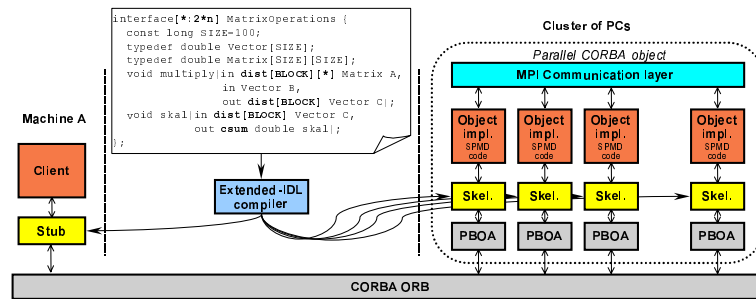 interface[*:2*n] MatrixOperations {
const long SIZE=100;
typedef double Vector[SIZE];
typedef double Matrix[SIZE][SIZE];
void multiply|in dist[BLOCK][*] Matrix A,
in Vector B,
out dist[BLOCK] Vector C|;
void skal|in dist[BLOCK] Vector C,
out csum double skal|;
};
Machine A
Client
Stub
Extended-IDL
compiler
Cluster of PCs
Parallel CORBA object
MPI Communication layer
Object
impl.
SPMD
code
Object
impl.
SPMD
code
Object
impl.
SPMD
code
Object
impl.
SPMD
code
Skel.
Skel.
Skel.
Skel.
PBOA
PBOA
PBOA
PBOA
CORBA ORB